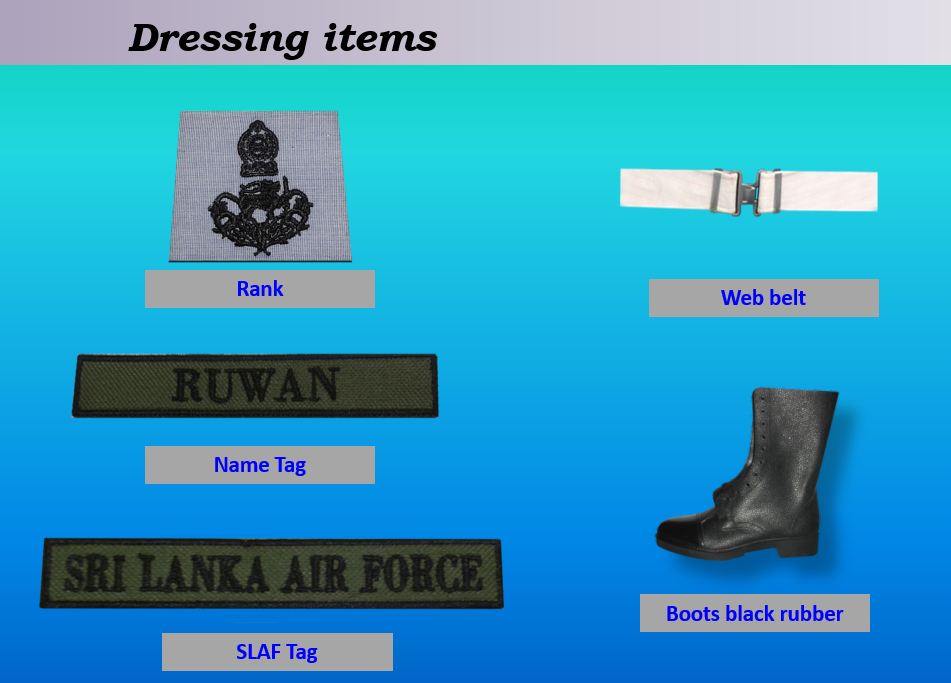 Dressing items
Rank
Web belt
RUWAN
Name Tag
SRI LANKA AIR FORCE
SLAF Tag
Boots black rubber